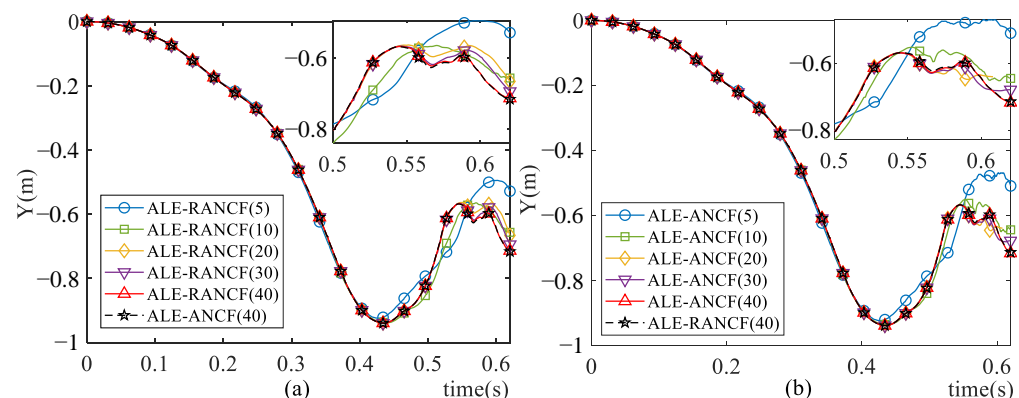 0
−0.2
−0.4
−0.6
−0.8
−1
Y(m)
0 0.1 0.2 0.3 0.4 0.5 0.6
time(s)
(a)
−0.6
−0.8
0.5 0.55 0.6
ALE-RANCF(5)
ALE-RANCF(10)
ALE-RANCF(20)
ALE-RANCF(30)
ALE-RANCF(40)
ALE-ANCF(40)
0
−0.2
−0.4
−0.6
−0.8
−1
Y(m)
0 0.2 0.4 0.6
time(s)
(b)
−0.6
−0.8
0.5 0.55 0.6
ALE-ANCF(5)
ALE-ANCF(10)
ALE-ANCF(20)
ALE-ANCF(30)
ALE-ANCF(40)
ALE-RANCF(40)